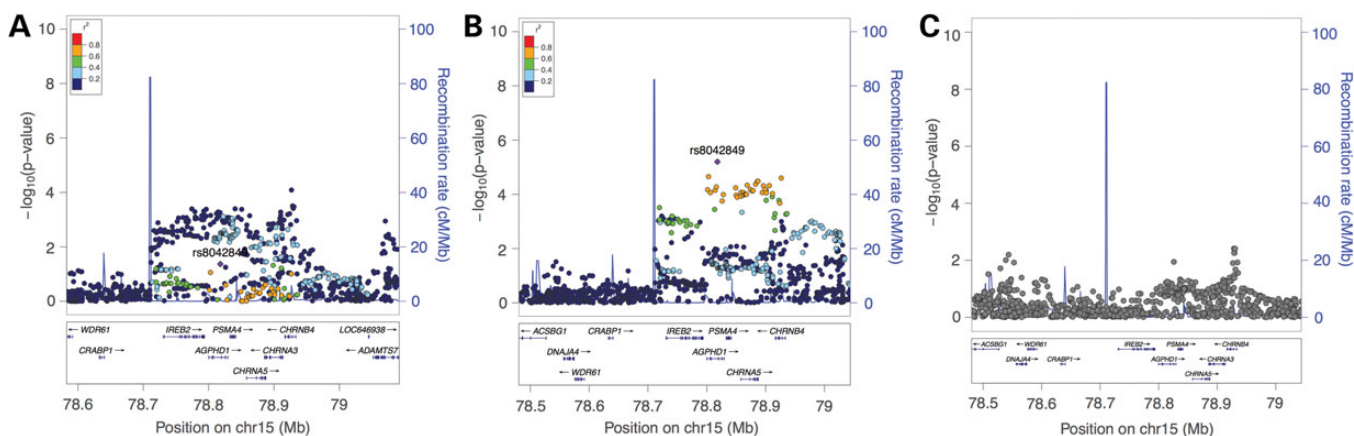 A
r²
0.8
0.6
0.4
0.2
10
8
6
4
2
0
−log₁₀(p−value)
rs8042849
100
80
60
40
20
0
Recombination rate (cM/Mb)
← WDR61
IREB2 →
PSMA4 →
← CHRNB4
LOC646938 →
CRABP1 →
AGPHD1 →
← CHRNA3
← ADAMTS7
CHRNA5 →
78.6
78.7
78.8
78.9
79
Position on chr15 (Mb)
B
r²
0.8
0.6
0.4
0.2
10
8
6
4
2
0
−log₁₀(p−value)
rs8042849
100
80
60
40
20
0
Recombination rate (cM/Mb)
← ACSBG1
CRABP1 →
IREB2 →
PSMA4 →
← CHRNB4
DNAJA4 →
AGPHD1 →
← WDR61
CHRNA5 →
78.5
78.6
78.7
78.8
78.9
79
Position on chr15 (Mb)
C
10
8
6
4
2
0
−log₁₀(p−value)
100
80
60
40
20
0
Recombination rate (cM/Mb)
← ACSBG1
← WDR61
IREB2 →
PSMA4 →
← CHRNB4
DNAJA4 →
CRABP1 →
AGPHD1 →
← CHRNA3
CHRNA5 →
78.5
78.6
78.7
78.8
78.9
79
Position on chr15 (Mb)